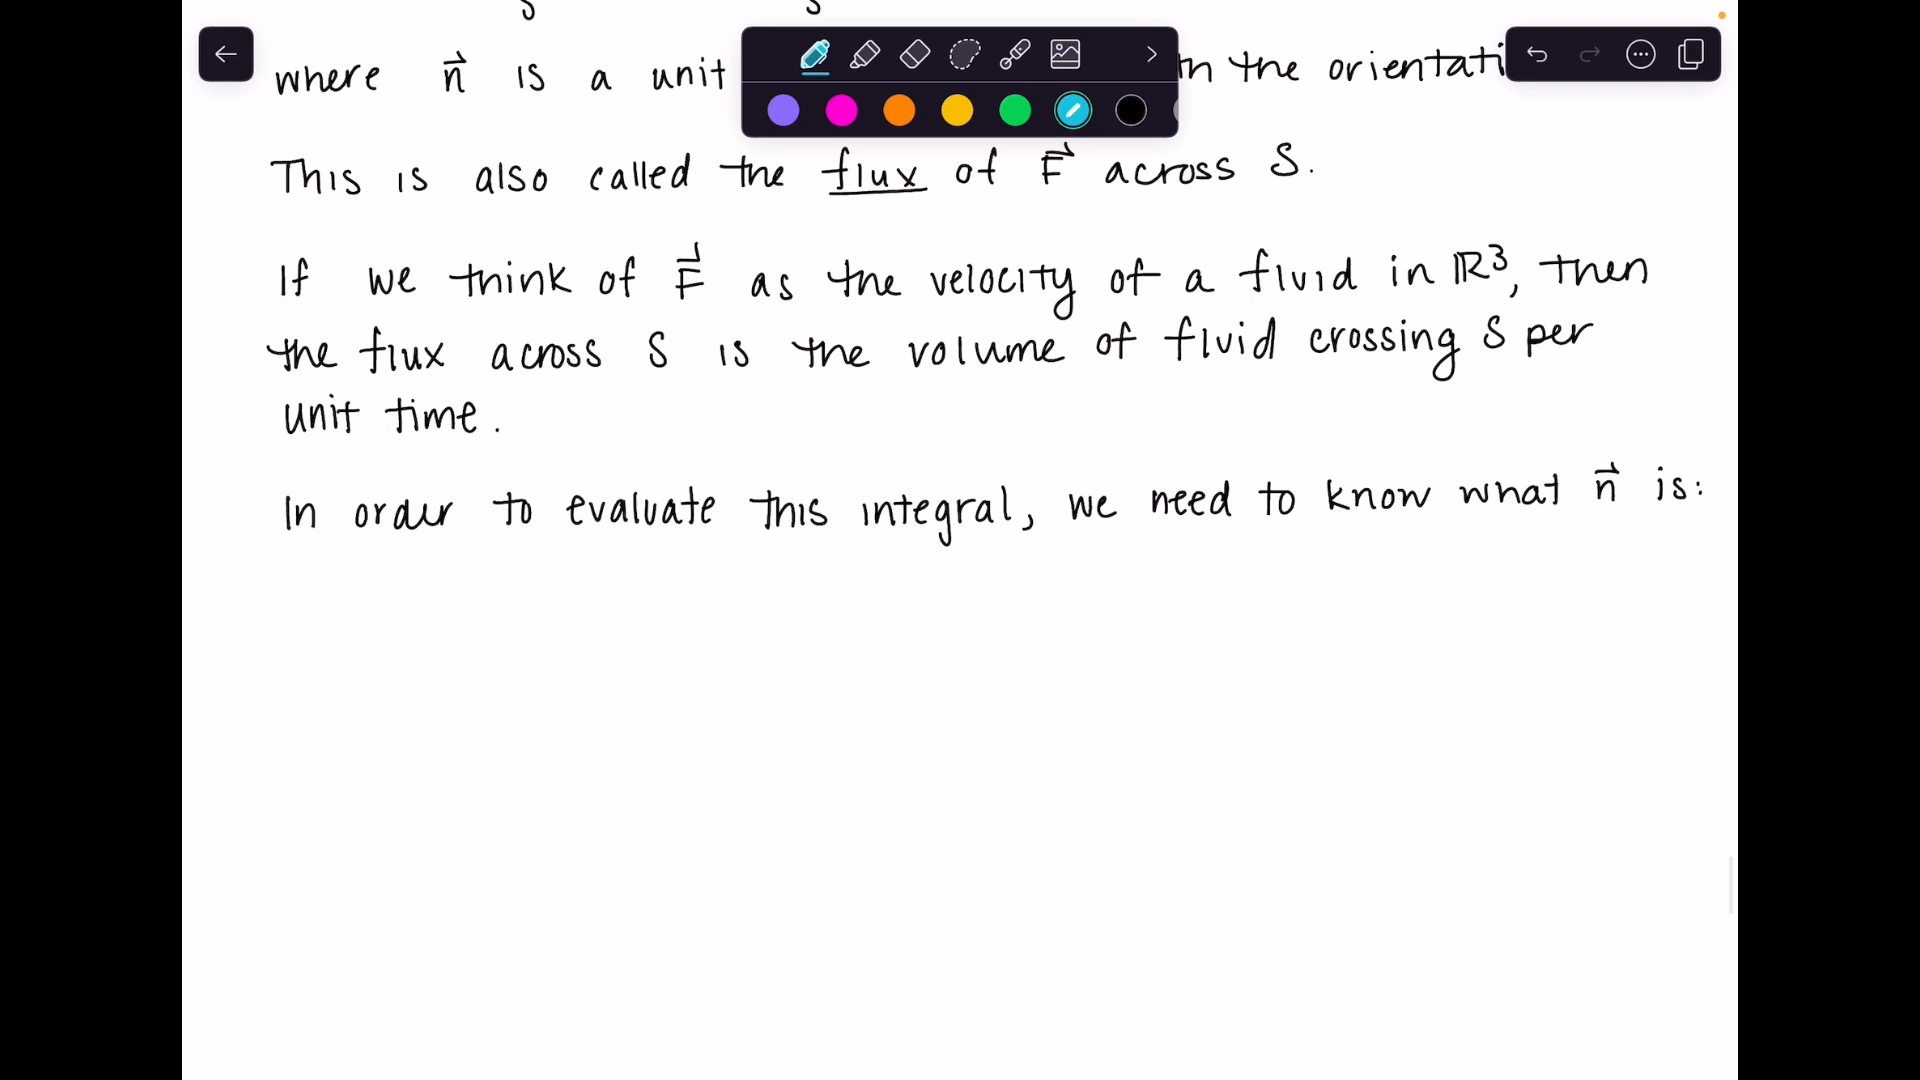 S S
where n⃗ is a unit the orientati
This is also called the flux of F⃗ across S.
If we think of F⃗ as the velocity of a fluid in ℝ³, then
the flux across S is the volume of fluid crossing S per
unit time.
In order to evaluate this integral, we need to know what n⃗ is: